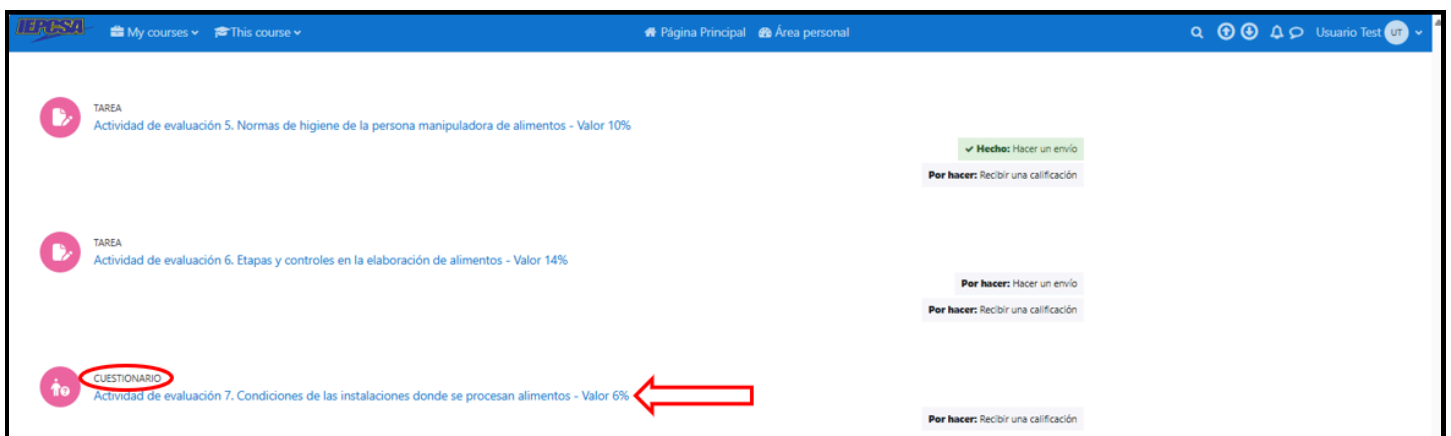 IEPCSA My courses This course Página Principal Área personal Usuario Test UT
TAREA
Actividad de evaluación 5. Normas de higiene de la persona manipuladora de alimentos - Valor 10%
Hecho: Hacer un envío
Por hacer: Recibir una calificación
TAREA
Actividad de evaluación 6. Etapas y controles en la elaboración de alimentos - Valor 14%
Por hacer: Hacer un envío
Por hacer: Recibir una calificación
CUESTIONARIO
Actividad de evaluación 7. Condiciones de las instalaciones donde se procesan alimentos - Valor 6%
Por hacer: Recibir una calificación